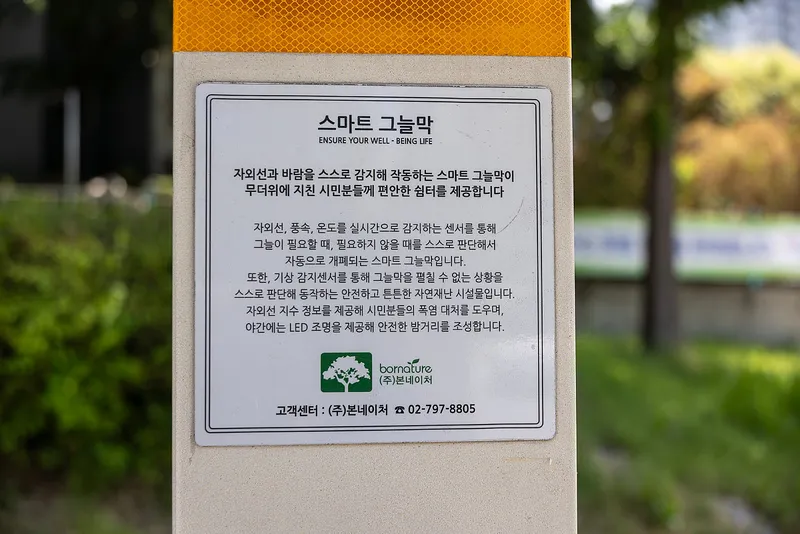 스마트 그늘막
ENSURE YOUR WELL - BEING LIFE
자외선과 바람을 스스로 감지해 작동하는 스마트 그늘막이
무더위에 지친 시민분들께 편안한 쉼터를 제공합니다
자외선, 풍속, 온도를 실시간으로 감지하는 센서를 통해
그늘이 필요할 때, 필요하지 않을 때를 스스로 판단해서
자동으로 개폐되는 스마트 그늘막입니다.
또한, 기상 감지센서를 통해 그늘막을 펼칠 수 없는 상황을
스스로 판단해 동작하는 안전하고 튼튼한 자연재난 시설물입니다.
자외선 지수 정보를 제공해 시민분들의 폭염 대처를 도우며,
야간에는 LED 조명을 제공해 안전한 밤거리를 조성합니다.
bornature
(주)본네이처
고객센터 : (주)본네이처 ☎ 02-797-8805